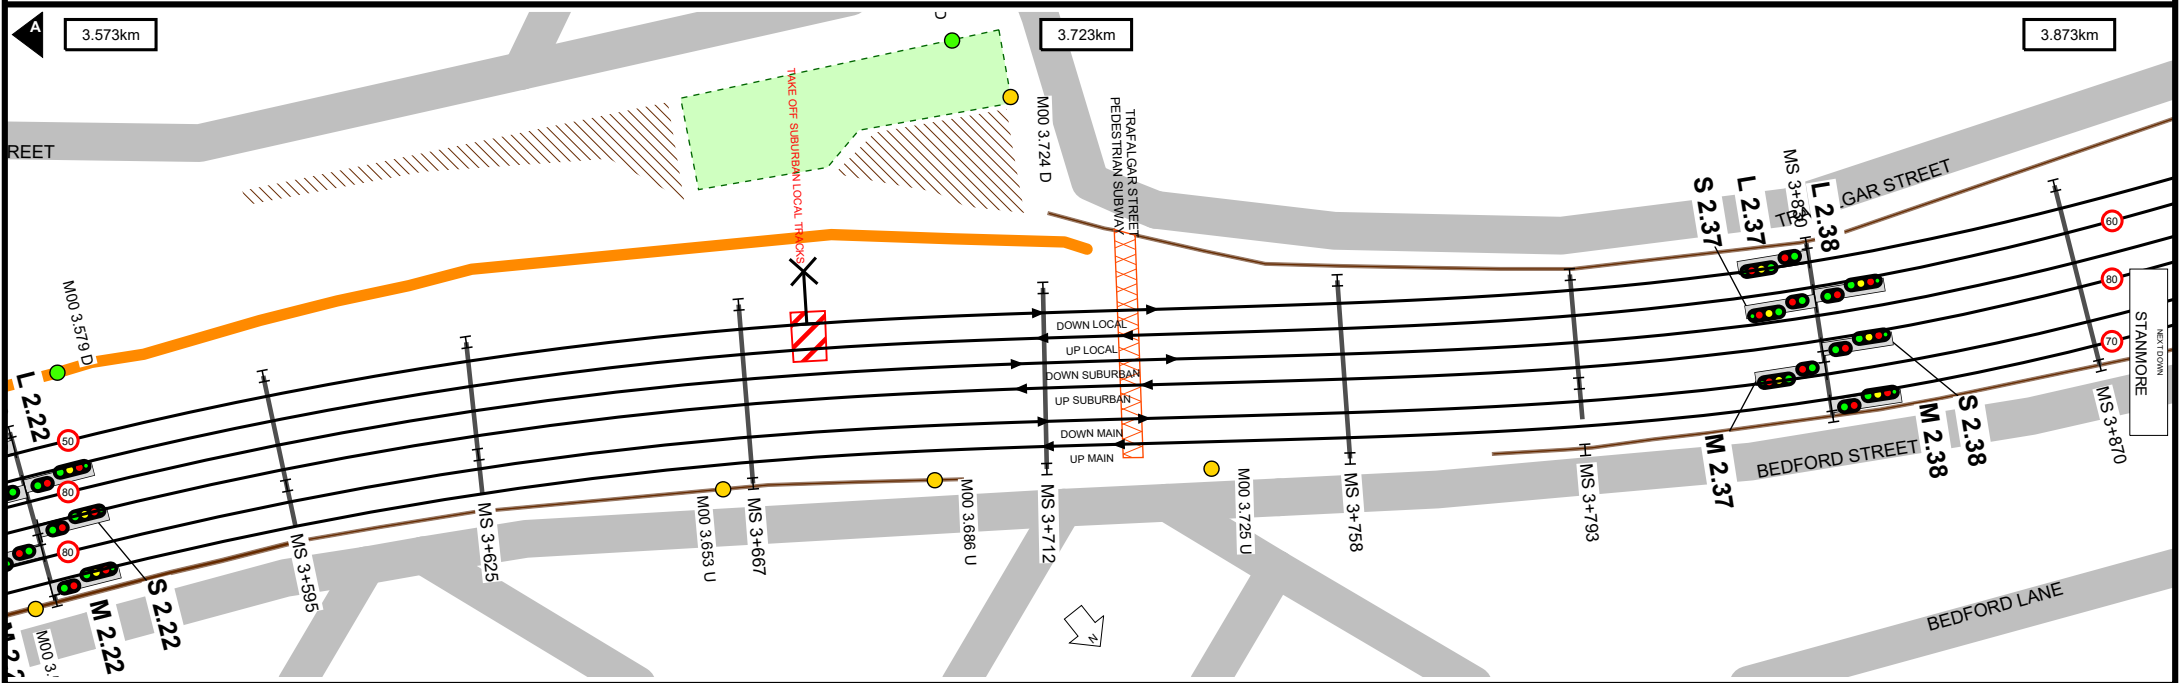 A
3.573km
3.723km
3.873km
REET
TAKE OFF SUBURBAN LOCAL TRACKS
M00 3.724 D
TRAFALGAR STREET
PEDESTRIAN SUBWAY
S 2.37
L 2.37
MS 3+830
L 2.38
GAR STREET
60
80
70
NEXT DOWN
STANMORE
M00 3.579 D
L 2.22
50
80
80
DOWN LOCAL
UP LOCAL
DOWN SUBURBAN
UP SUBURBAN
DOWN MAIN
UP MAIN
MS 3+595
MS 3+625
M00 3.653 U
MS 3+667
M00 3.686 U
MS 3+712
M00 3.725 U
MS 3+758
MS 3+793
M 2.37
BEDFORD STREET
M 2.38
S 2.38
MS 3+870
S 2.22
M 2.22
M00 3.
N
BEDFORD LANE